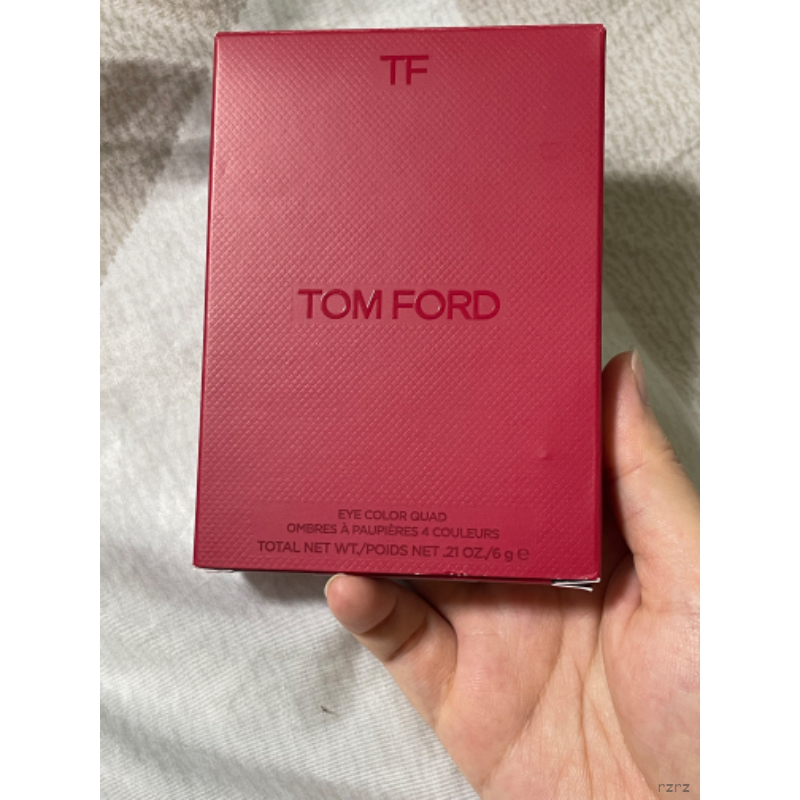 TF
TOM FORD
EYE COLOR QUAD
OMBRES À PAUPIÈRES 4 COULEURS
TOTAL NET WT./POIDS NET .21 OZ./6 g ℮
rzrz